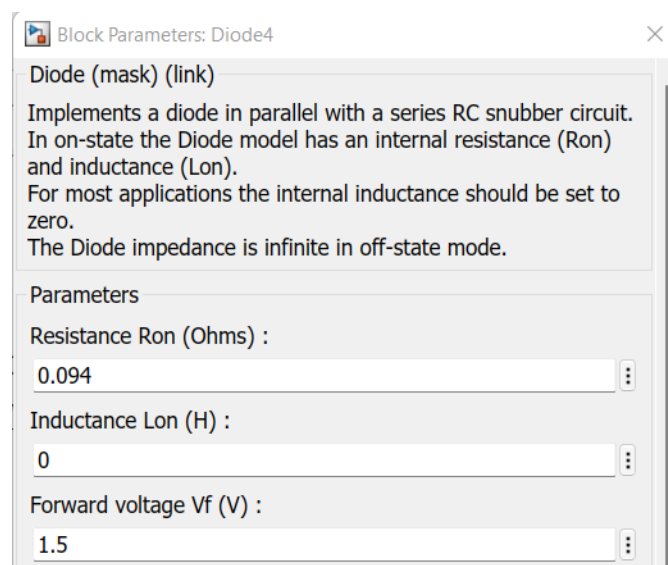 Block Parameters: Diode4
Diode (mask) (link)
Implements a diode in parallel with a series RC snubber circuit.
In on-state the Diode model has an internal resistance (Ron)
and inductance (Lon).
For most applications the internal inductance should be set to
zero.
The Diode impedance is infinite in off-state mode.
Parameters
Resistance Ron (Ohms) :
0.094
Inductance Lon (H) :
0
Forward voltage Vf (V) :
1.5